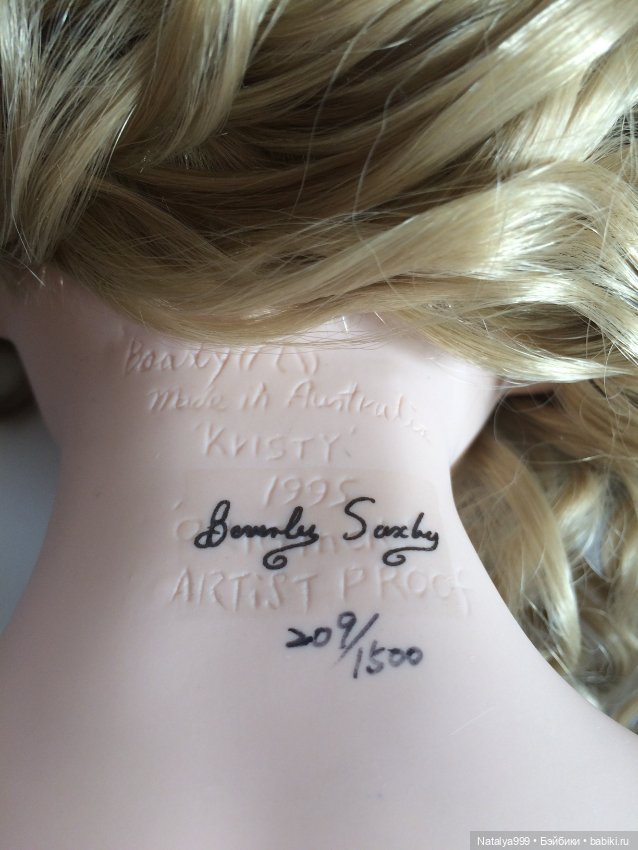 made in Australia
'KRISTY'
1995
Beverly Saxby
ARTIST PROOF
209/1500
Natalya999 • Бэйбики • babiki.ru